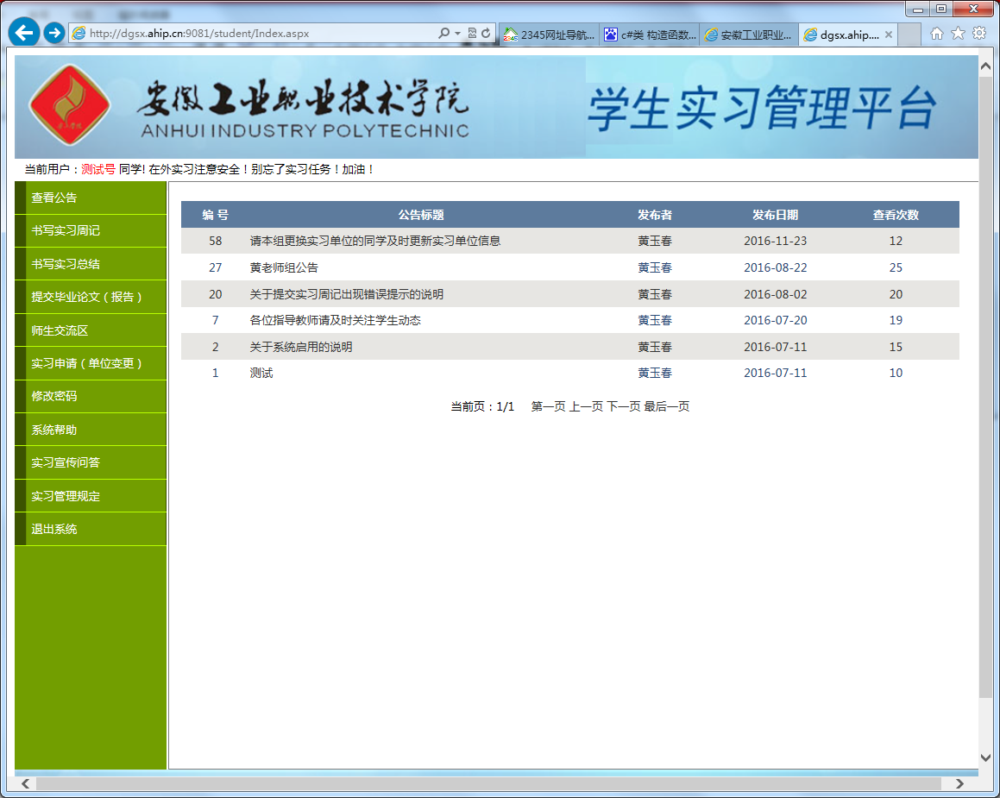 http://dgsx.ahip.cn:9081/student/Index.aspx
2345网址导航...
c#类 构造函数...
安徽工业职业...
dgsx.ahip....
安徽工业职业技术学院
ANHUI INDUSTRY POLYTECHNIC
学生实习管理平台
当前用户：测试号 同学! 在外实习注意安全！别忘了实习任务！加油！
查看公告
书写实习周记
书写实习总结
提交毕业论文（报告）
师生交流区
实习申请（单位变更）
修改密码
系统帮助
实习宣传问答
实习管理规定
退出系统
编 号 公告标题 发布者 发布日期 查看次数
58 请本组更换实习单位的同学及时更新实习单位信息 黄玉春 2016-11-23 12
27 黄老师组公告 黄玉春 2016-08-22 25
20 关于提交实习周记出现错误提示的说明 黄玉春 2016-08-02 20
7 各位指导教师请及时关注学生动态 黄玉春 2016-07-20 19
2 关于系统启用的说明 黄玉春 2016-07-11 15
1 测试 黄玉春 2016-07-11 10
当前页：1/1 第一页 上一页 下一页 最后一页